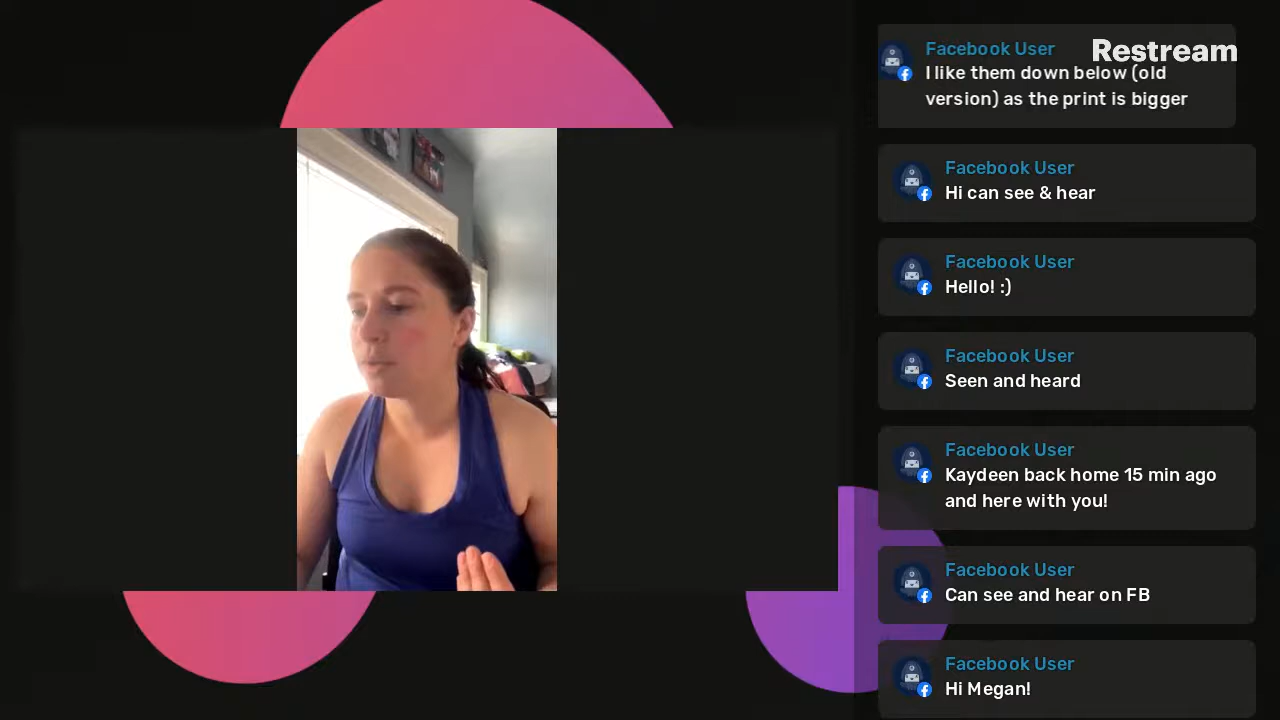 Restream
Facebook User
I like them down below (old
version) as the print is bigger
Facebook User
Hi can see & hear
Facebook User
Hello! :)
Facebook User
Seen and heard
Facebook User
Kaydeen back home 15 min ago
and here with you!
Facebook User
Can see and hear on FB
Facebook User
Hi Megan!